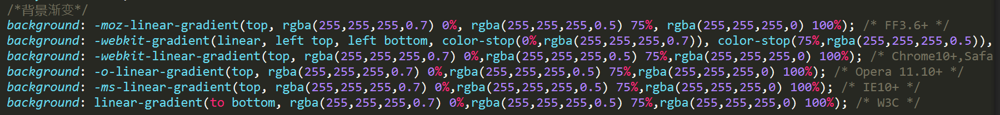 /*背景渐变*/
background: -moz-linear-gradient(top, rgba(255,255,255,0.7) 0%, rgba(255,255,255,0.5) 75%, rgba(255,255,255,0) 100%); /* FF3.6+ */
background: -webkit-gradient(linear, left top, left bottom, color-stop(0%,rgba(255,255,255,0.7)), color-stop(75%,rgba(255,255,255,0.5)),
background: -webkit-linear-gradient(top, rgba(255,255,255,0.7) 0%,rgba(255,255,255,0.5) 75%,rgba(255,255,255,0) 100%); /* Chrome10+,Safa
background: -o-linear-gradient(top, rgba(255,255,255,0.7) 0%,rgba(255,255,255,0.5) 75%,rgba(255,255,255,0) 100%); /* Opera 11.10+ */
background: -ms-linear-gradient(top, rgba(255,255,255,0.7) 0%,rgba(255,255,255,0.5) 75%,rgba(255,255,255,0) 100%); /* IE10+ */
background: linear-gradient(to bottom, rgba(255,255,255,0.7) 0%,rgba(255,255,255,0.5) 75%,rgba(255,255,255,0) 100%); /* W3C */